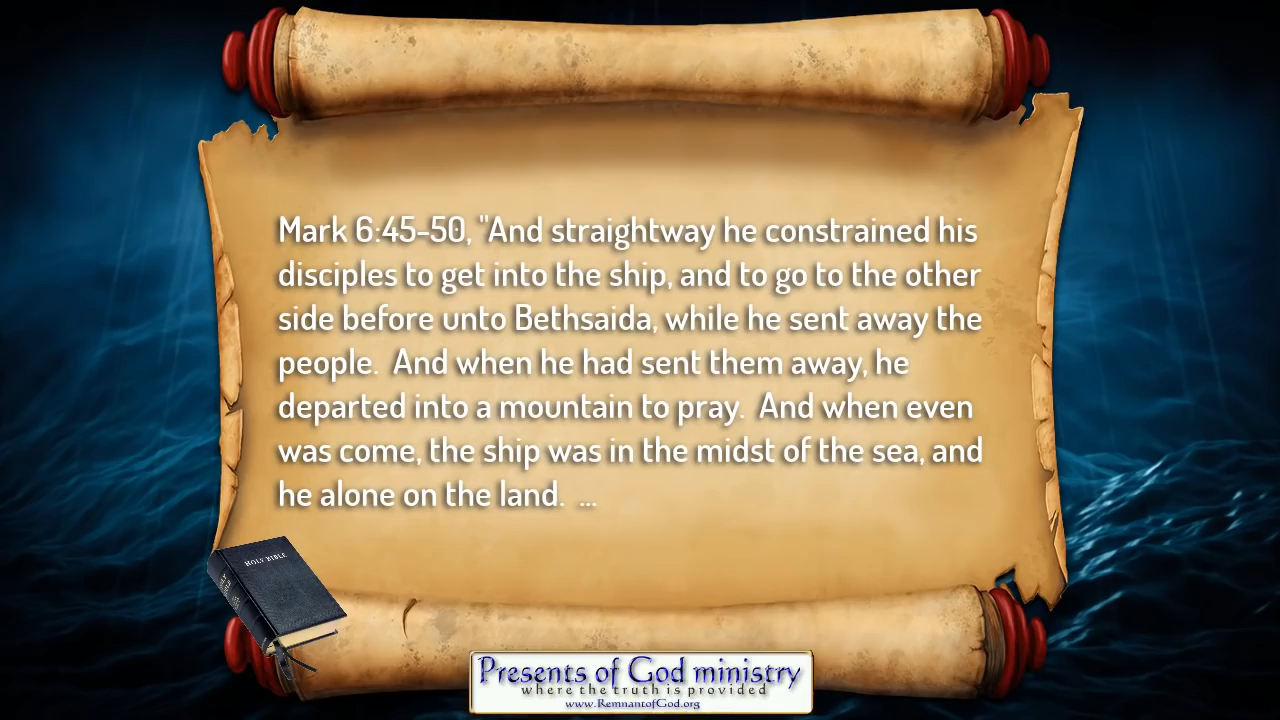 Mark 6:45-50, "And straightway he constrained his
disciples to get into the ship, and to go to the other
side before unto Bethsaida, while he sent away the
people.  And when he had sent them away, he
departed into a mountain to pray.  And when even
was come, the ship was in the midst of the sea, and
he alone on the land.  ...
HOLY BIBLE
Presents of God ministry
where the truth is provided
www.RemnantofGod.org